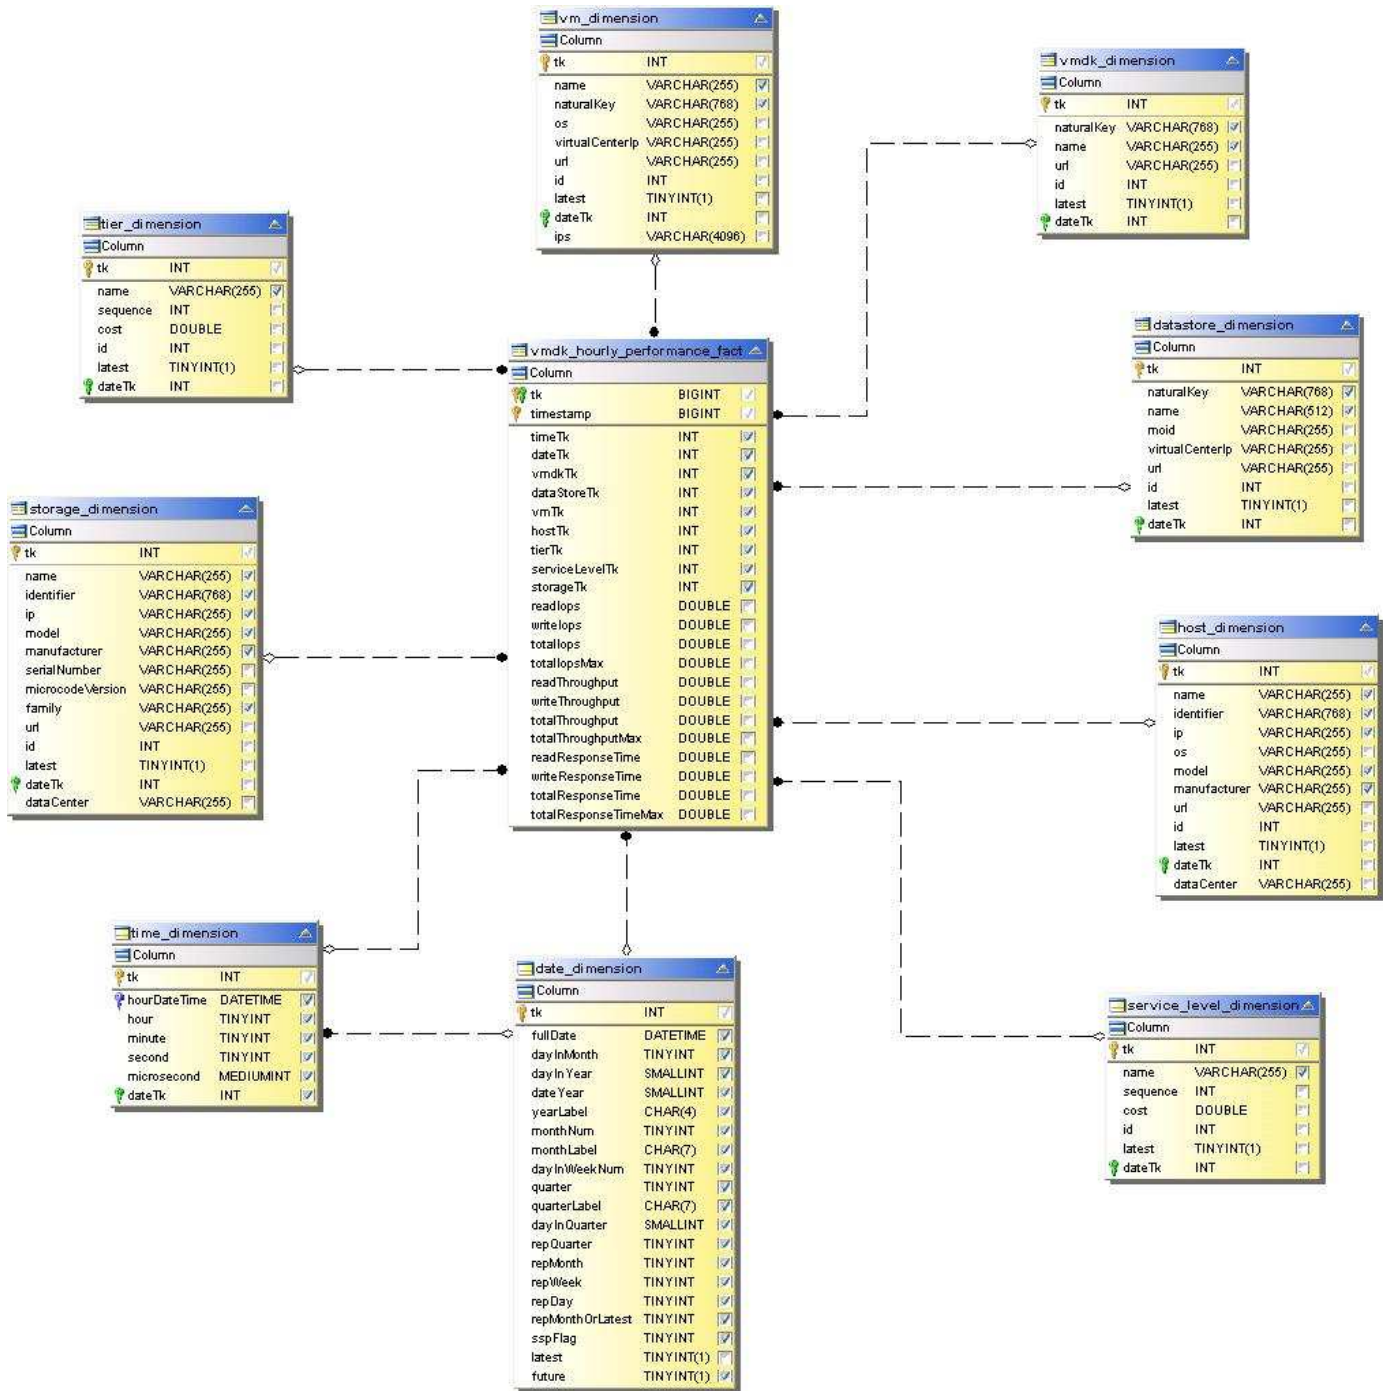 vm_dimension
Column
tk INT
name VARCHAR(255)
naturalKey VARCHAR(768)
os VARCHAR(255)
virtualCenterIp VARCHAR(255)
url VARCHAR(255)
id INT
latest TINYINT(1)
dateTk INT
ips VARCHAR(4096)
vmdk_dimension
Column
tk INT
naturalKey VARCHAR(768)
name VARCHAR(255)
url VARCHAR(255)
id INT
latest TINYINT(1)
dateTk INT
tier_dimension
Column
tk INT
name VARCHAR(255)
sequence INT
cost DOUBLE
id INT
latest TINYINT(1)
dateTk INT
vmdk_hourly_performance_fact
Column
tk BIGINT
timestamp BIGINT
timeTk INT
dateTk INT
vmdkTk INT
dataStoreTk INT
vmTk INT
hostTk INT
tierTk INT
serviceLevelTk INT
storageTk INT
readIops DOUBLE
writeIops DOUBLE
totalIops DOUBLE
totalIopsMax DOUBLE
readThroughput DOUBLE
writeThroughput DOUBLE
totalThroughput DOUBLE
totalThroughputMax DOUBLE
readResponseTime DOUBLE
writeResponseTime DOUBLE
totalResponseTime DOUBLE
totalResponseTimeMax DOUBLE
datastore_dimension
Column
tk INT
naturalKey VARCHAR(768)
name VARCHAR(512)
moid VARCHAR(255)
virtualCenterIp VARCHAR(255)
url VARCHAR(255)
id INT
latest TINYINT(1)
dateTk INT
storage_dimension
Column
tk INT
name VARCHAR(255)
identifier VARCHAR(768)
ip VARCHAR(255)
model VARCHAR(255)
manufacturer VARCHAR(255)
serialNumber VARCHAR(255)
microcodeVersion VARCHAR(255)
family VARCHAR(255)
url VARCHAR(255)
id INT
latest TINYINT(1)
dateTk INT
dataCenter VARCHAR(255)
host_dimension
Column
tk INT
name VARCHAR(255)
identifier VARCHAR(768)
ip VARCHAR(255)
os VARCHAR(255)
model VARCHAR(255)
manufacturer VARCHAR(255)
url VARCHAR(255)
id INT
latest TINYINT(1)
dateTk INT
dataCenter VARCHAR(255)
time_dimension
Column
tk INT
hourDateTime DATETIME
hour TINYINT
minute TINYINT
second TINYINT
microsecond MEDIUMINT
dateTk INT
date_dimension
Column
tk INT
fullDate DATETIME
dayInMonth TINYINT
dayInYear SMALLINT
dateYear SMALLINT
yearLabel CHAR(4)
monthNum TINYINT
monthLabel CHAR(7)
dayInWeekNum TINYINT
quarter TINYINT
quarterLabel CHAR(7)
dayInQuarter SMALLINT
repQuarter TINYINT
repMonth TINYINT
repWeek TINYINT
repDay TINYINT
repMonthOrLatest TINYINT
sspFlag TINYINT
latest TINYINT(1)
future TINYINT(1)
service_level_dimension
Column
tk INT
name VARCHAR(255)
sequence INT
cost DOUBLE
id INT
latest TINYINT(1)
dateTk INT